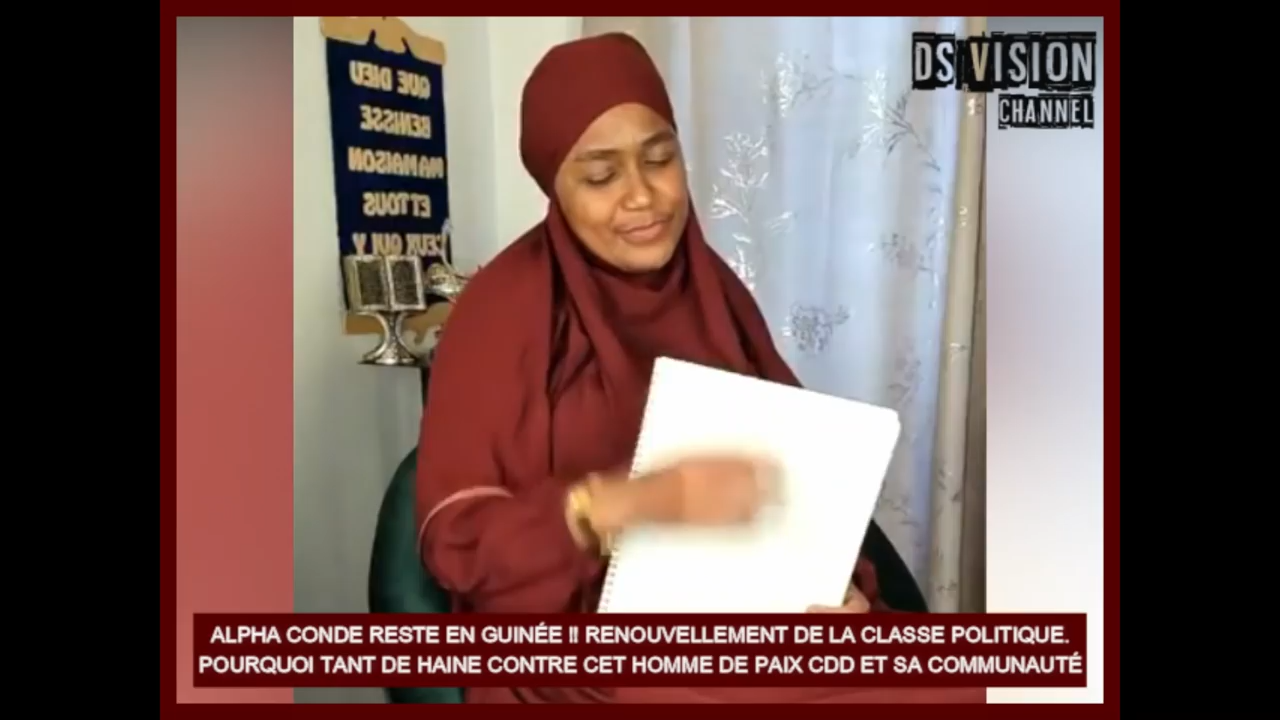 DS VISION
CHANNEL
QUE DIEU
BENISSE
MA MAISON
ET TOUS
CEUX QUI Y
ALPHA CONDE RESTE EN GUINÉE !! RENOUVELLEMENT DE LA CLASSE POLITIQUE.
POURQUOI TANT DE HAINE CONTRE CET HOMME DE PAIX CDD ET SA COMMUNAUTÉ